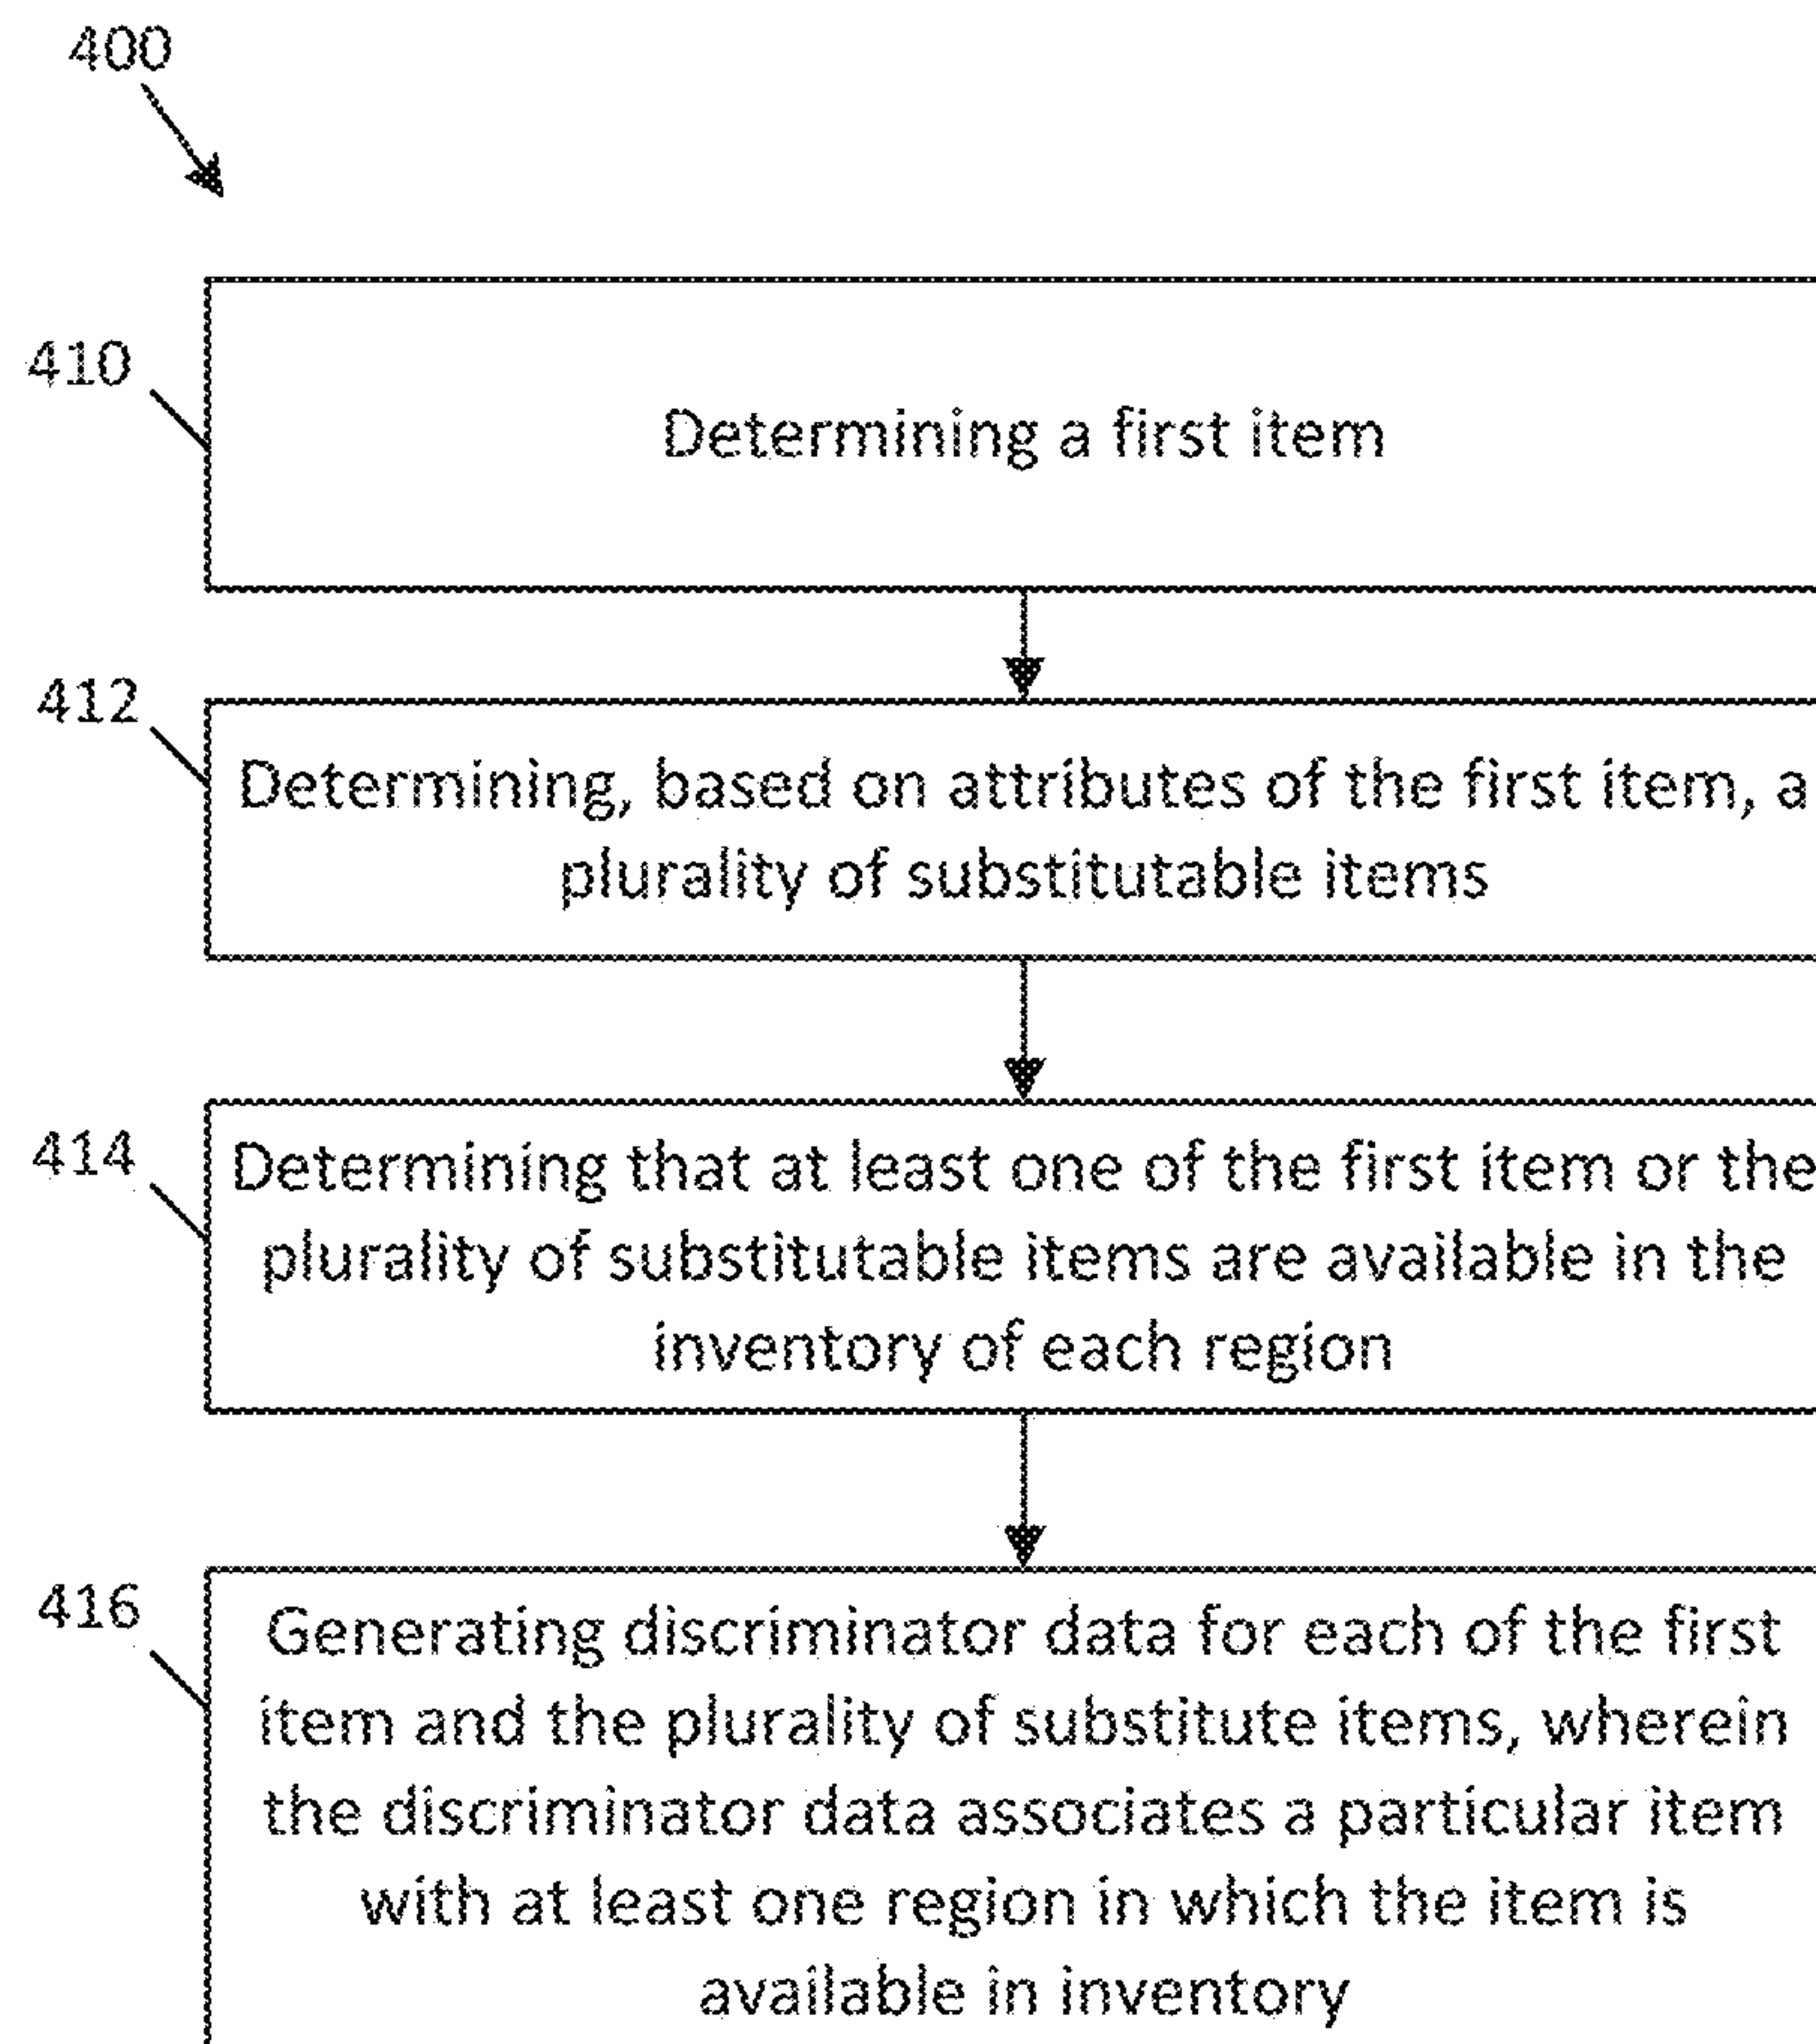 400
410
Determining a first item
412
Determining, based on attributes of the first item, a
plurality of substitutable items
414
Determining that at least one of the first item or the
plurality of substitutable items are available in the
inventory of each region
416
Generating discriminator data for each of the first
item and the plurality of substitute items, wherein
the discriminator data associates a particular item
with at least one region in which the item is
available in inventory